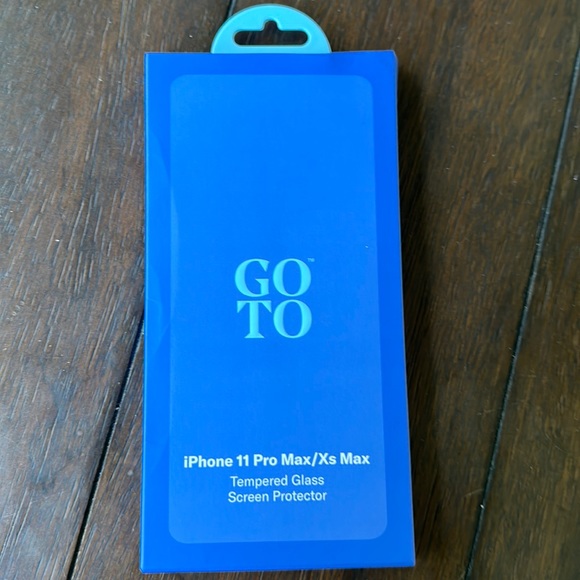 GO™
TO
iPhone 11 Pro Max/Xs Max
Tempered Glass
Screen Protector